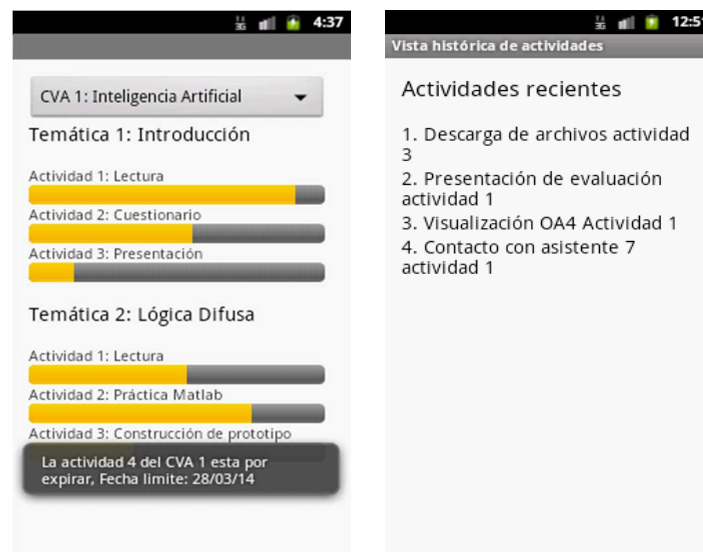 3G 4:37
CVA 1: Inteligencia Artificial
Temática 1: Introducción
Actividad 1: Lectura
Actividad 2: Cuestionario
Actividad 3: Presentación
Temática 2: Lógica Difusa
Actividad 1: Lectura
Actividad 2: Práctica Matlab
Actividad 3: Construcción de prototipo
La actividad 4 del CVA 1 esta por
expirar, Fecha limite: 28/03/14
3G 12:51
Vista histórica de actividades
Actividades recientes
1. Descarga de archivos actividad
3
2. Presentación de evaluación
actividad 1
3. Visualización OA4 Actividad 1
4. Contacto con asistente 7
actividad 1